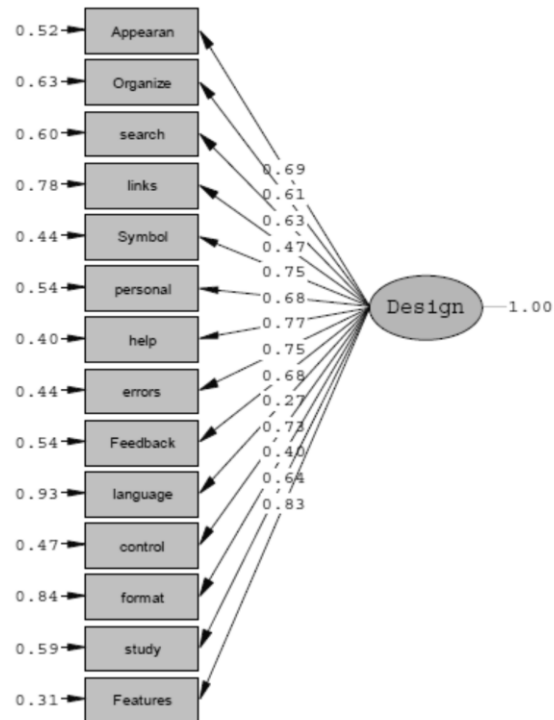 0.52 Appearan
0.63 Organize
0.60 search
0.69
0.78 links
0.61
0.63
0.44 Symbol
0.47
0.75
0.54 personal
0.68
Design 1.00
0.40 help
0.77
0.75
0.44 errors
0.68
0.27
0.54 Feedback
0.73
0.40
0.93 language
0.64
0.83
0.47 control
0.84 format
0.59 study
0.31 Features